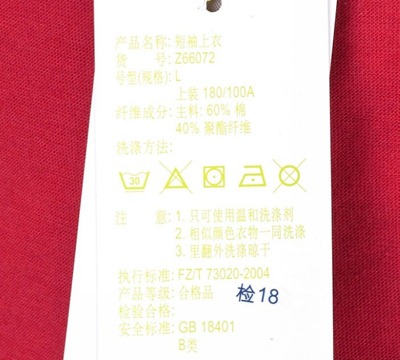 产品名称: 短袖上衣
货 号: Z66072
号型(规格): L
上装 180/100A
纤维成分: 主料: 60% 棉
40% 聚酯纤维
洗涤方法:
30
注 意: 1. 只可使用温和洗涤剂
2. 相似颜色衣物一同洗涤
3. 里翻外洗涤晾干
执行标准: FZ/T 73020-2004
产品等级: 合格品
检18
检验合格:
安全标准: GB 18401
B类